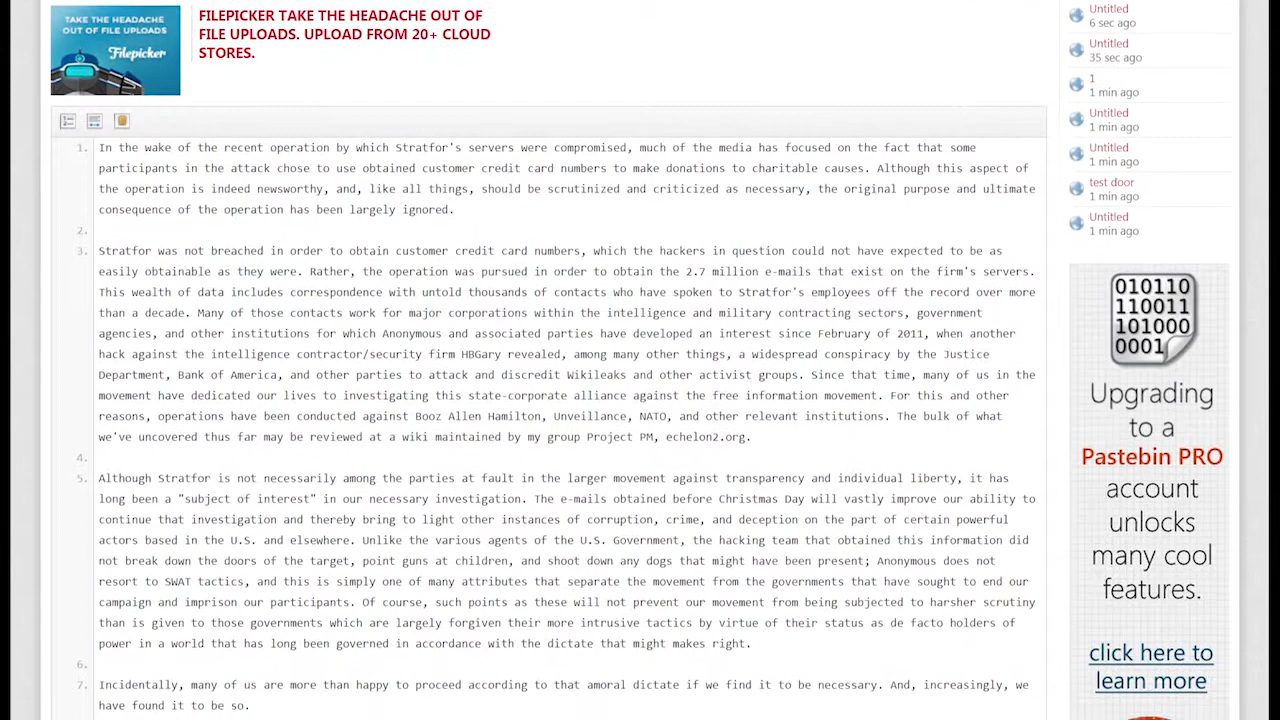 TAKE THE HEADACHE
OUT OF FILE UPLOADS
Filepicker
FILEPICKER TAKE THE HEADACHE OUT OF
FILE UPLOADS. UPLOAD FROM 20+ CLOUD
STORES.
1. In the wake of the recent operation by which Stratfor's servers were compromised, much of the media has focused on the fact that some
participants in the attack chose to use obtained customer credit card numbers to make donations to charitable causes. Although this aspect of
the operation is indeed newsworthy, and, like all things, should be scrutinized and criticized as necessary, the original purpose and ultimate
consequence of the operation has been largely ignored.
2.
3. Stratfor was not breached in order to obtain customer credit card numbers, which the hackers in question could not have expected to be as
easily obtainable as they were. Rather, the operation was pursued in order to obtain the 2.7 million e-mails that exist on the firm's servers.
This wealth of data includes correspondence with untold thousands of contacts who have spoken to Stratfor's employees off the record over more
than a decade. Many of those contacts work for major corporations within the intelligence and military contracting sectors, government
agencies, and other institutions for which Anonymous and associated parties have developed an interest since February of 2011, when another
hack against the intelligence contractor/security firm HBGary revealed, among many other things, a widespread conspiracy by the Justice
Department, Bank of America, and other parties to attack and discredit Wikileaks and other activist groups. Since that time, many of us in the
movement have dedicated our lives to investigating this state-corporate alliance against the free information movement. For this and other
reasons, operations have been conducted against Booz Allen Hamilton, Unveillance, NATO, and other relevant institutions. The bulk of what
we've uncovered thus far may be reviewed at a wiki maintained by my group Project PM, echelon2.org.
4.
5. Although Stratfor is not necessarily among the parties at fault in the larger movement against transparency and individual liberty, it has
long been a "subject of interest" in our necessary investigation. The e-mails obtained before Christmas Day will vastly improve our ability to
continue that investigation and thereby bring to light other instances of corruption, crime, and deception on the part of certain powerful
actors based in the U.S. and elsewhere. Unlike the various agents of the U.S. Government, the hacking team that obtained this information did
not break down the doors of the target, point guns at children, and shoot down any dogs that might have been present; Anonymous does not
resort to SWAT tactics, and this is simply one of many attributes that separate the movement from the governments that have sought to end our
campaign and imprison our participants. Of course, such points as these will not prevent our movement from being subjected to harsher scrutiny
than is given to those governments which are largely forgiven their more intrusive tactics by virtue of their status as de facto holders of
power in a world that has long been governed in accordance with the dictate that might makes right.
6.
7. Incidentally, many of us are more than happy to proceed according to that amoral dictate if we find it to be necessary. And, increasingly, we
have found it to be so.
Untitled
6 sec ago
Untitled
35 sec ago
1
1 min ago
Untitled
1 min ago
Untitled
1 min ago
test door
1 min ago
Untitled
1 min ago
010110
110011
101000
0001
Upgrading
to a
Pastebin PRO
account
unlocks
many cool
features.
click here to
learn more